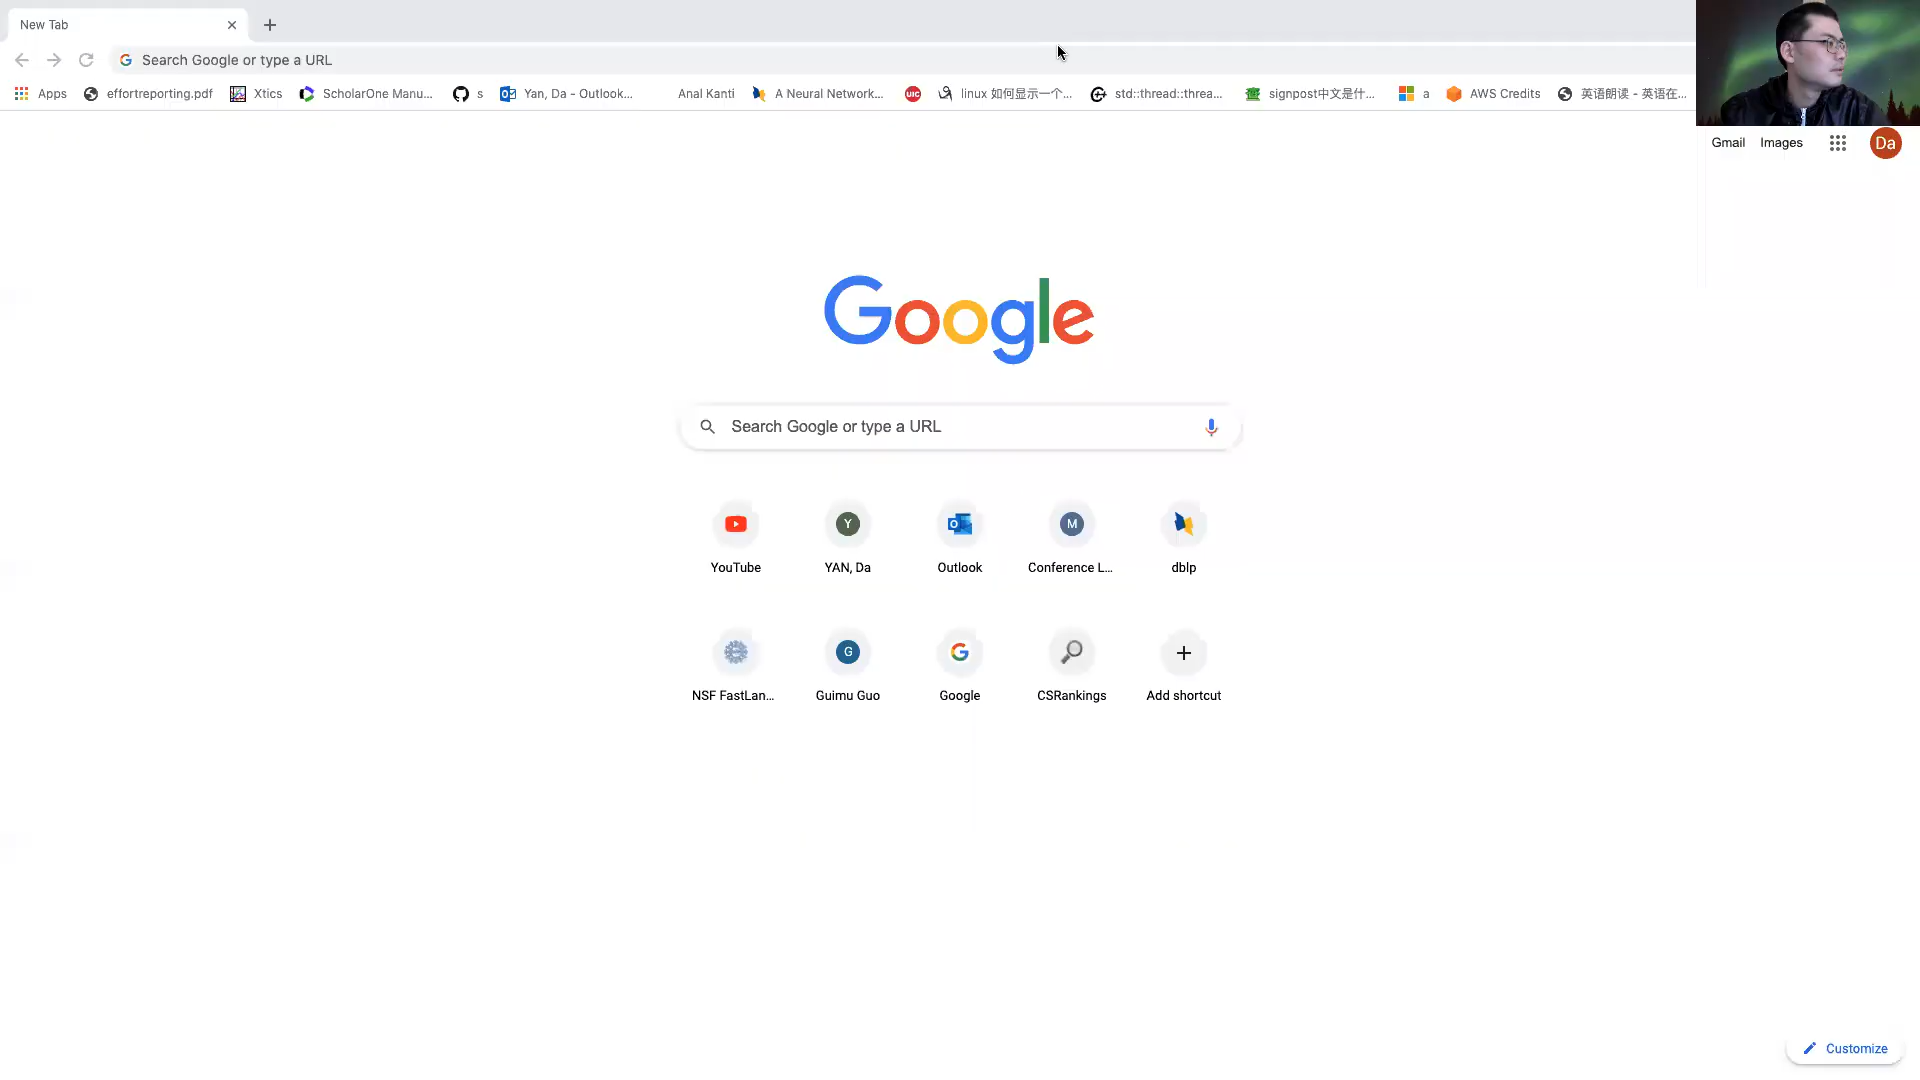 New Tab
Search Google or type a URL
Apps effortreporting.pdf Xtics ScholarOne Manu... s Yan, Da - Outlook... Anal Kanti A Neural Network... UIC linux 如何显示一个... std::thread::threa... signpost中文是什... a AWS Credits 英语朗读 - 英语在...
Gmail Images Da
Google
Search Google or type a URL
Y M
YouTube YAN, Da Outlook Conference L... dblp
G
NSF FastLan... Guimu Guo Google CSRankings Add shortcut
Customize